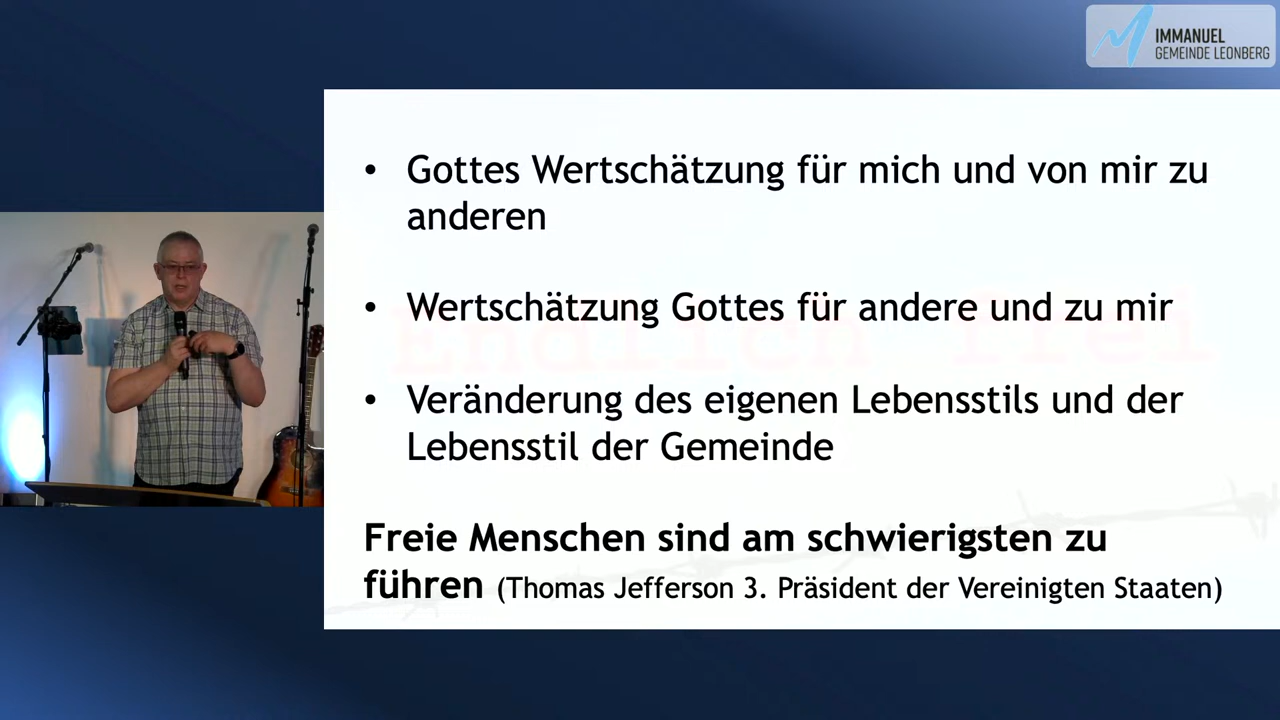 IMMANUEL
GEMEINDE LEONBERG
• Gottes Wertschätzung für mich und von mir zu
anderen
• Wertschätzung Gottes für andere und zu mir
Endlich frei
• Veränderung des eigenen Lebensstils und der
Lebensstil der Gemeinde
Freie Menschen sind am schwierigsten zu
führen (Thomas Jefferson 3. Präsident der Vereinigten Staaten)